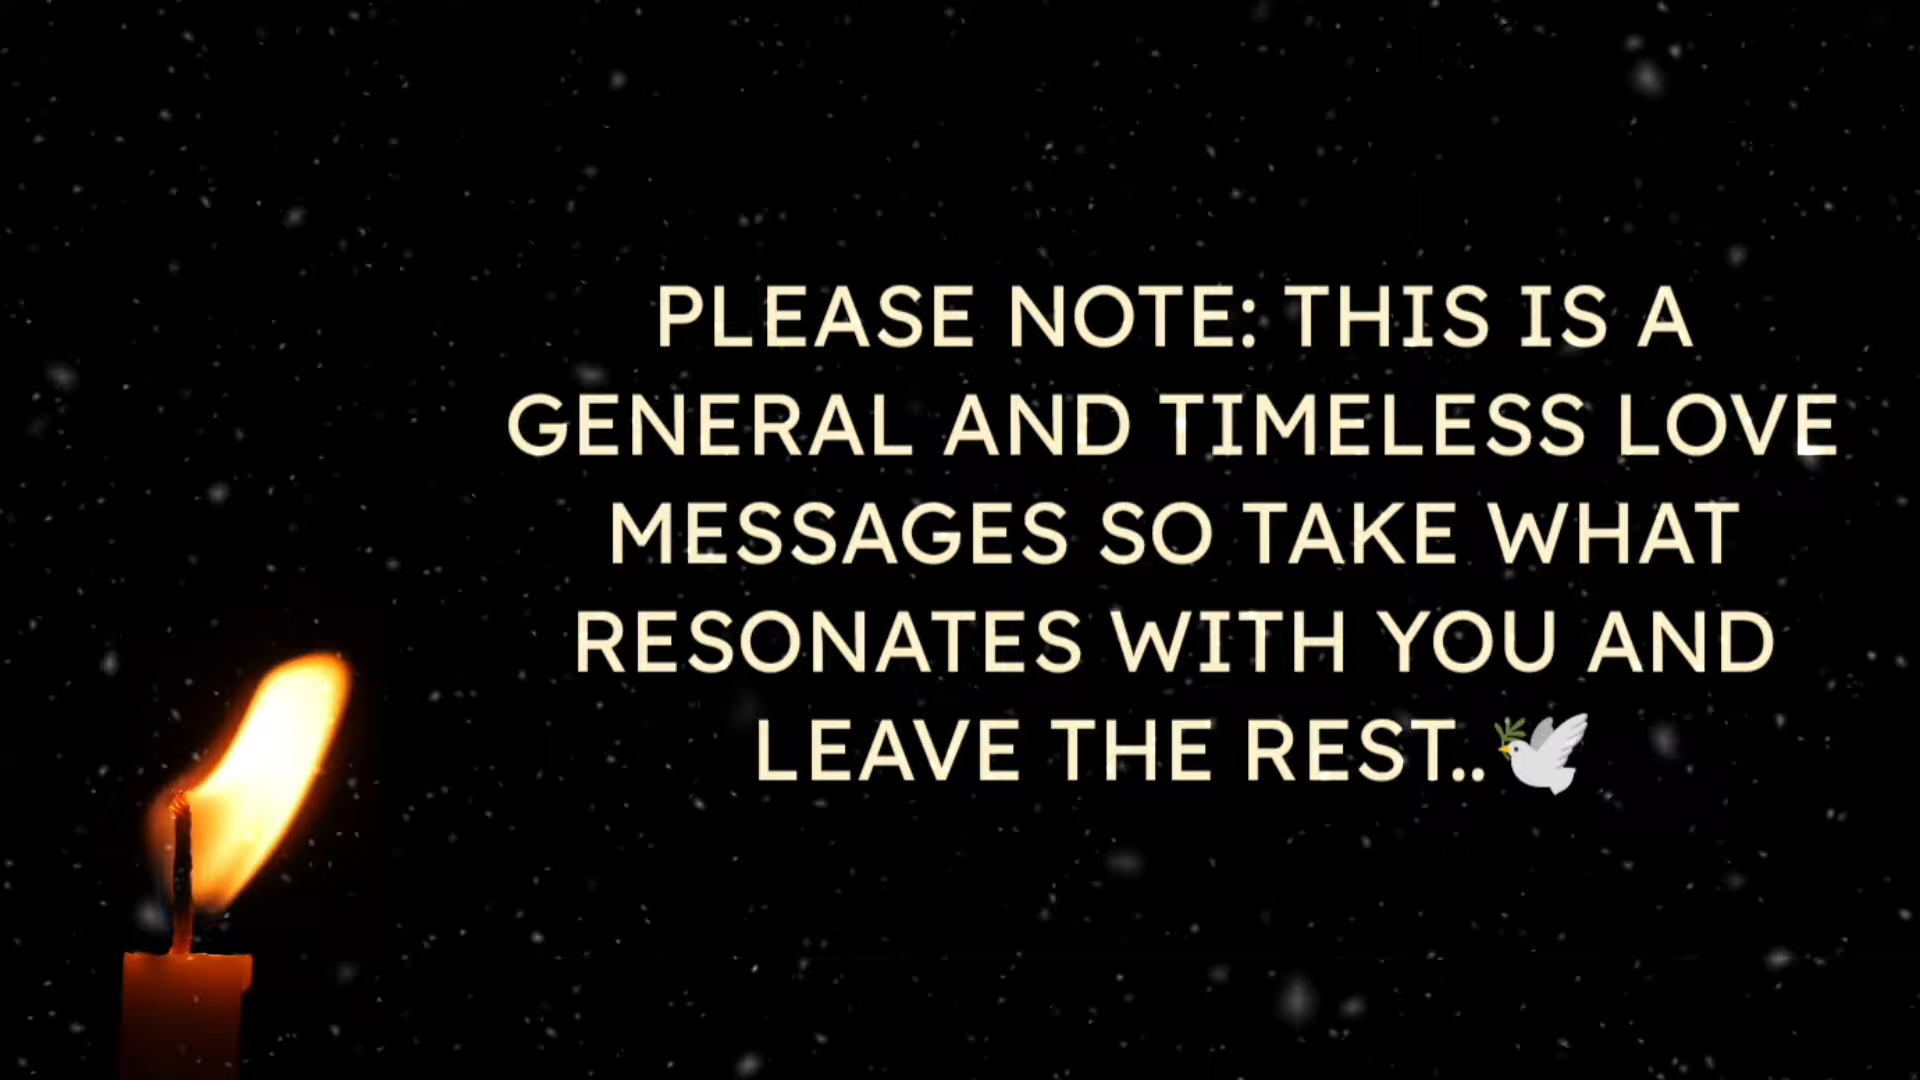 PLEASE NOTE: THIS IS A
GENERAL AND TIMELESS LOVE
MESSAGES SO TAKE WHAT
RESONATES WITH YOU AND
LEAVE THE REST..🕊️